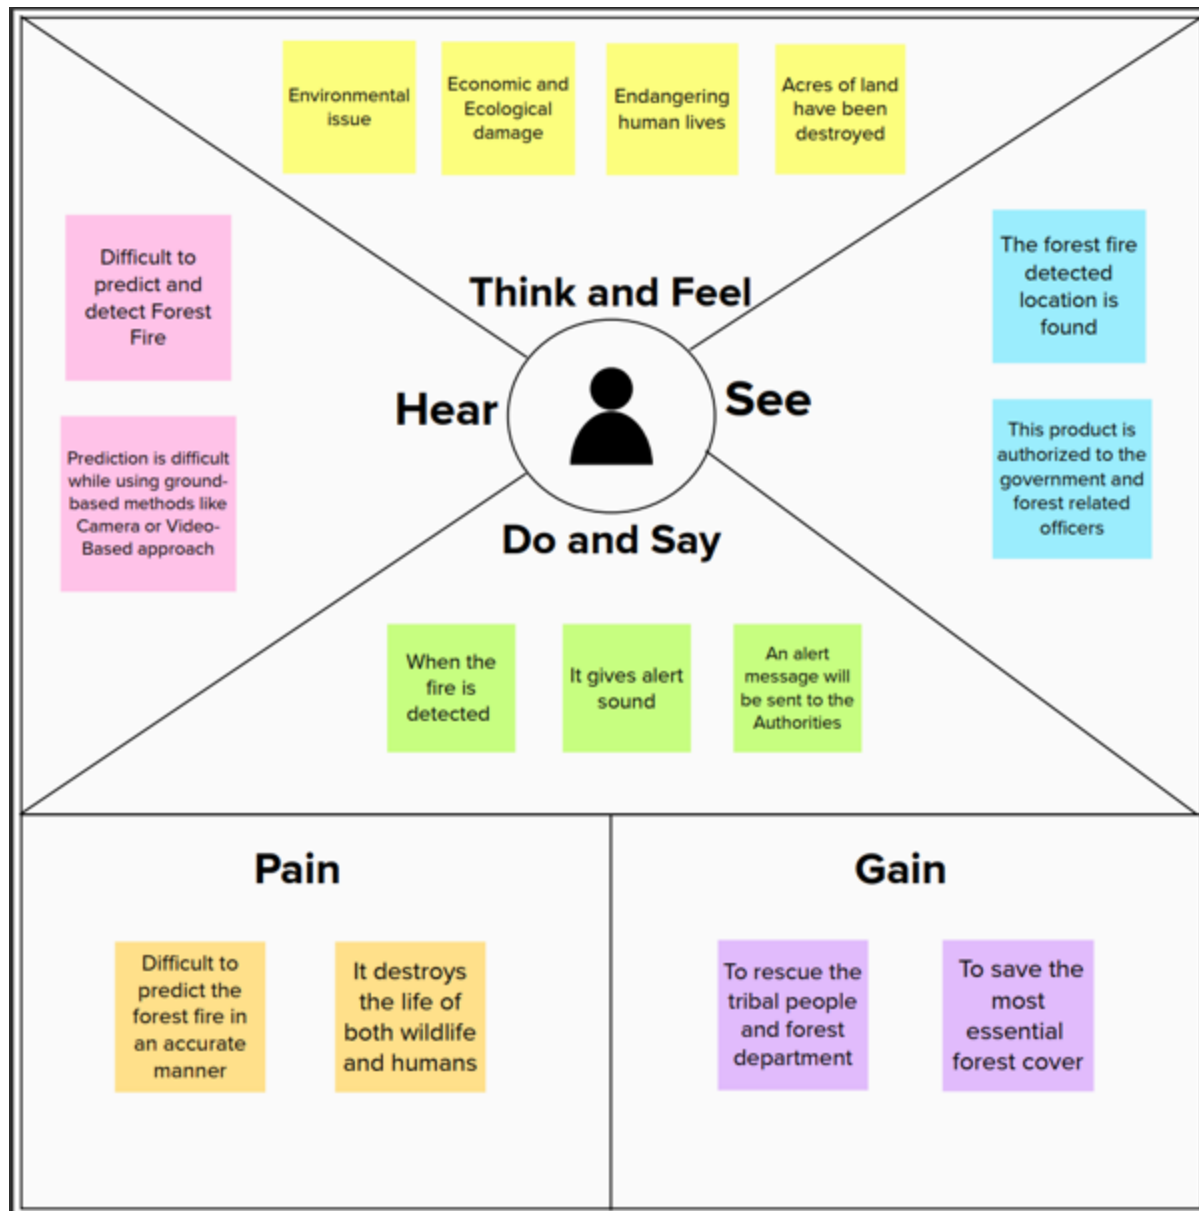 Environmental
issue
Economic and
Ecological
damage
Endangering
human lives
Acres of land
have been
destroyed
Think and Feel
Difficult to
predict and
detect Forest
Fire
Prediction is difficult
while using ground-
based methods like
Camera or Video-
Based approach
Hear
See
The forest fire
detected
location is
found
This product is
authorized to the
government and
forest related
officers
Do and Say
When the
fire is
detected
It gives alert
sound
An alert
message will
be sent to the
Authorities
Pain
Difficult to
predict the
forest fire in
an accurate
manner
It destroys
the life of
both wildlife
and humans
Gain
To rescue the
tribal people
and forest
department
To save the
most
essential
forest cover